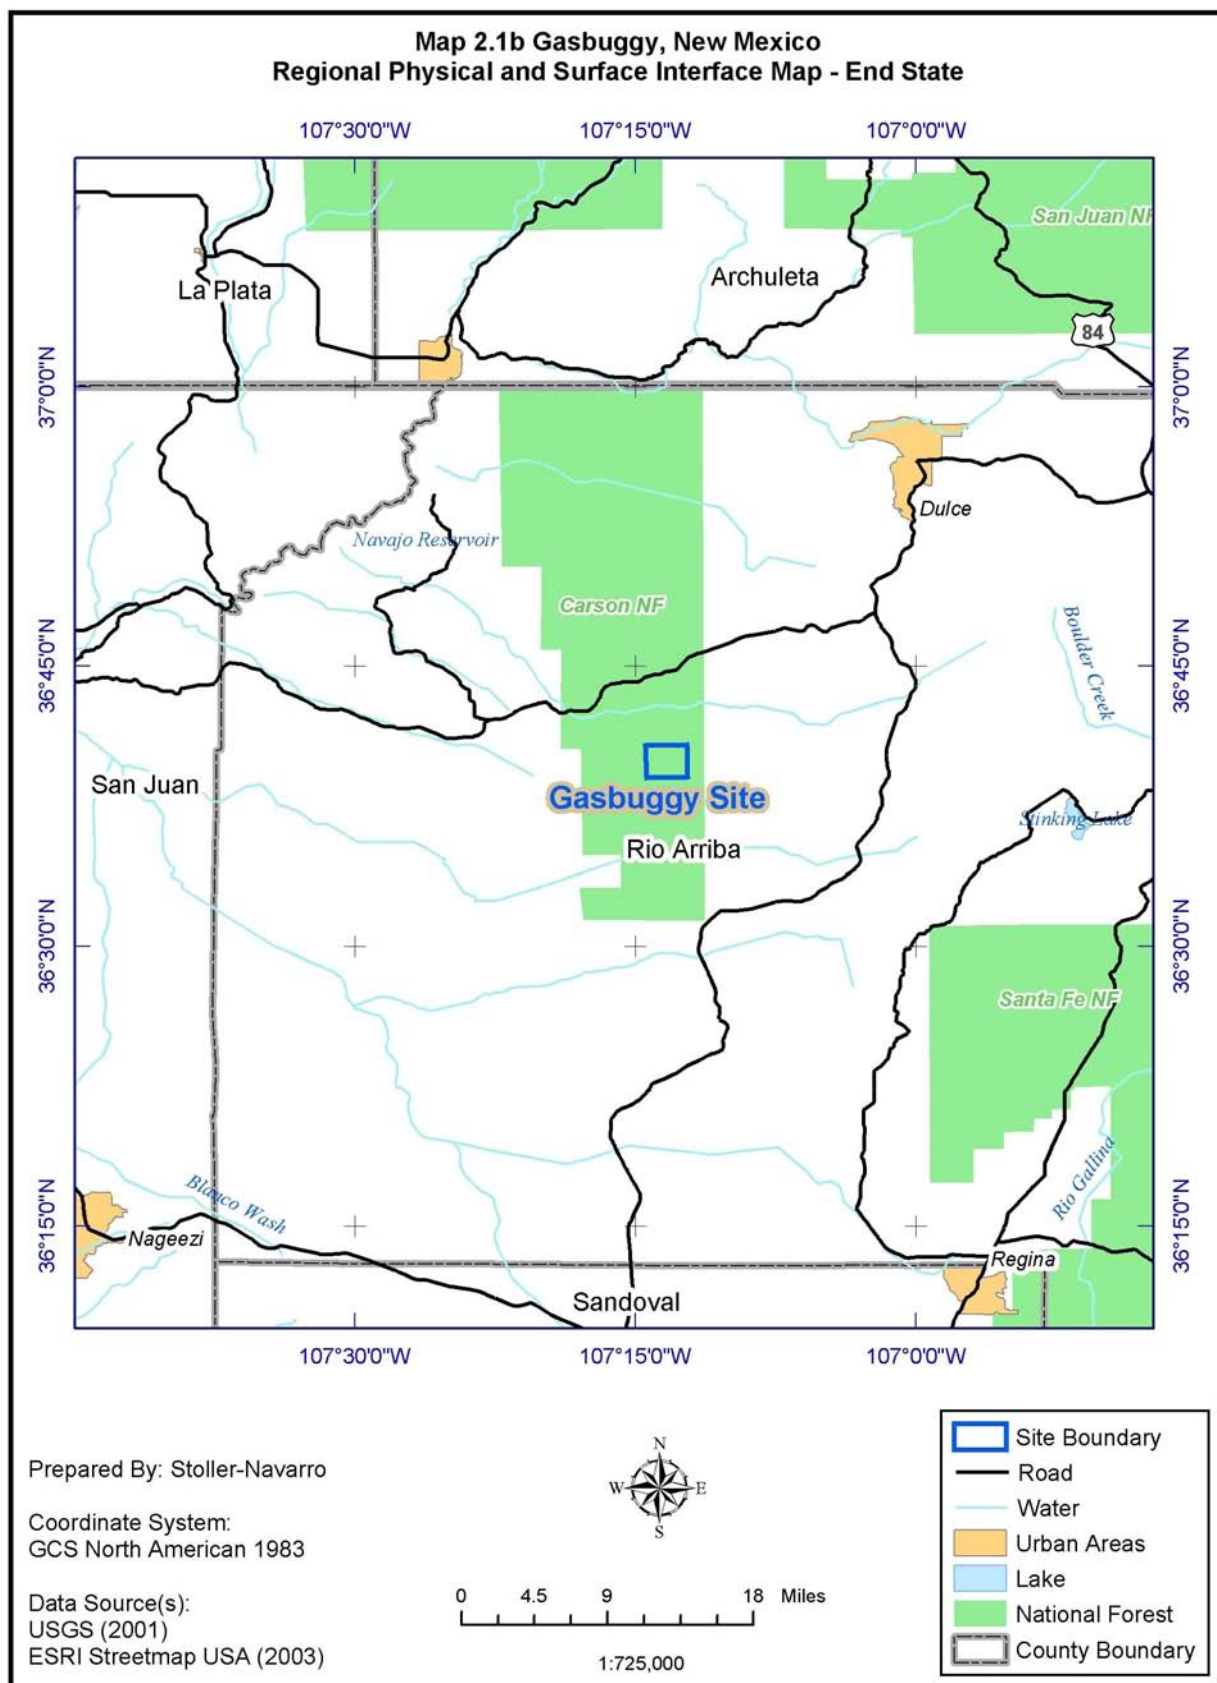 Map 2.1b Gasbuggy, New Mexico
Regional Physical and Surface Interface Map - End State
107°30'0"W 107°15'0"W 107°0'0"W
San Juan NF
La Plata
Archuleta
84
37°0'0"N
37°0'0"N
Dulce
Navajo Reservoir
Carson NF
Boulder Creek
36°45'0"N
36°45'0"N
San Juan
Gasbuggy Site
Stinking Lake
Rio Arriba
36°30'0"N
36°30'0"N
Santa Fe NF
Rio Gallina
Blanco Wash
36°15'0"N
36°15'0"N
Nageezi
Regina
Sandoval
107°30'0"W 107°15'0"W 107°0'0"W
Prepared By: Stoller-Navarro
Coordinate System:
GCS North American 1983
Data Source(s):
USGS (2001)
ESRI Streetmap USA (2003)
N
W E
S
0 4.5 9 18 Miles
1:725,000
Site Boundary
Road
Water
Urban Areas
Lake
National Forest
County Boundary